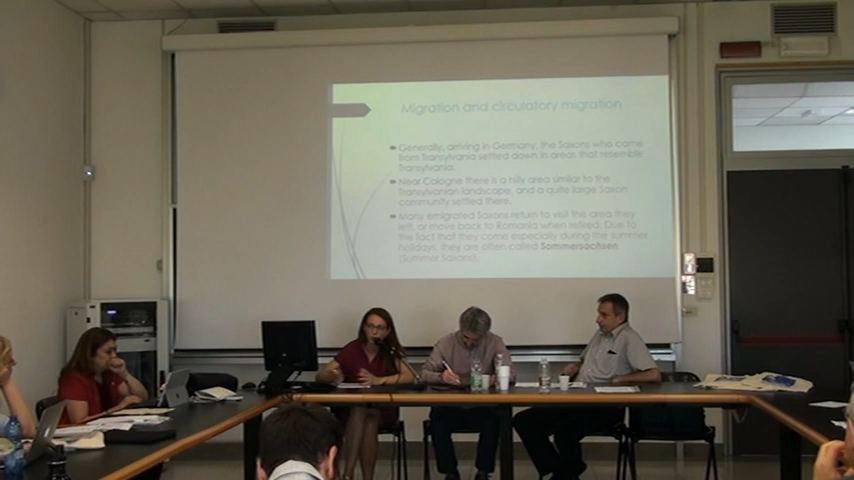 Migration and circulatory migration
Generally, arriving in Germany, the Saxons who came
from Transylvania settled down in areas that resemble
Transylvania.
Near Cologne there is a hilly area similar to the
Transylvanian landscape, and a quite large Saxon
community settled there.
Many emigrated Saxons return to visit the area they
left, or move back to Romania when retired. Due to
the fact that they come especially during the summer
holidays, they are often called Sommersachsen
(Summer Saxons).